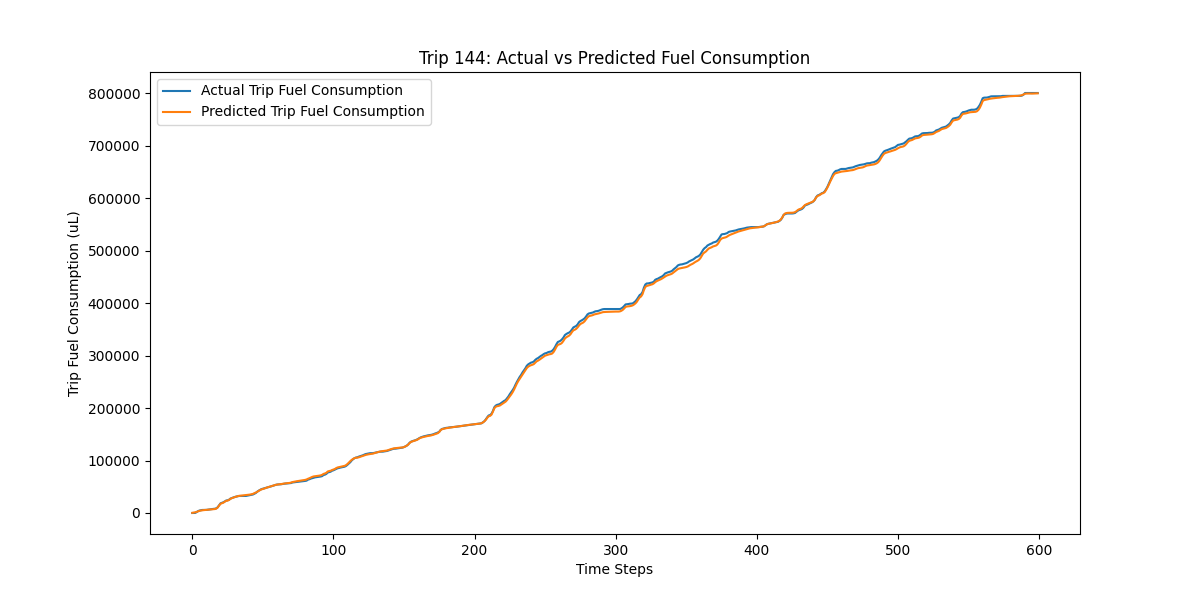 Trip 144: Actual vs Predicted Fuel Consumption
Actual Trip Fuel Consumption
Predicted Trip Fuel Consumption
Trip Fuel Consumption (uL)
800000
700000
600000
500000
400000
300000
200000
100000
0
0 100 200 300 400 500 600
Time Steps